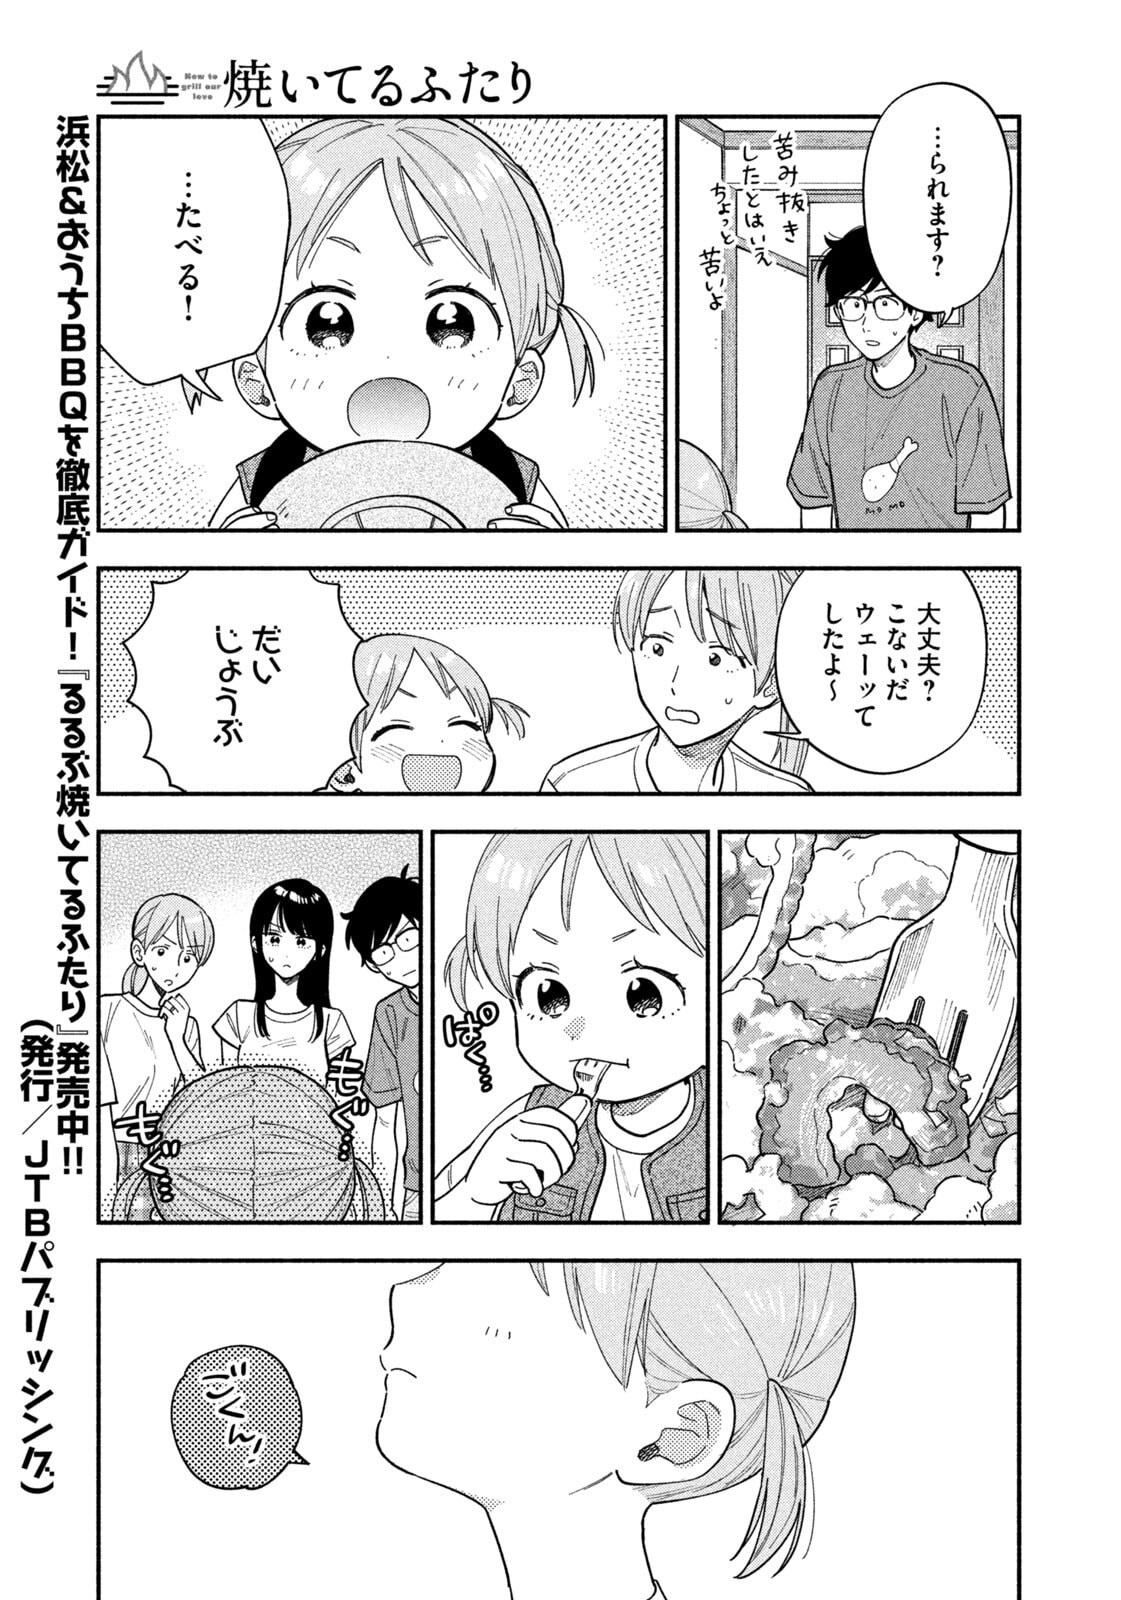 How to
grill our
love
焼いてるふたり
…られます?
苦み抜き
したとはいえ
ちょっと
苦いよ
MOMO
…たべる!
大丈夫?
こないだ
ウェーッて
したよ〜
だい
じょうぶ
ぱく…
もぐ…
もぐ…
ごくん
浜松&おうちBBQを徹底ガイド!『るるぶ焼いてるふたり』発売中!!
(発行/JTBパブリッシング)